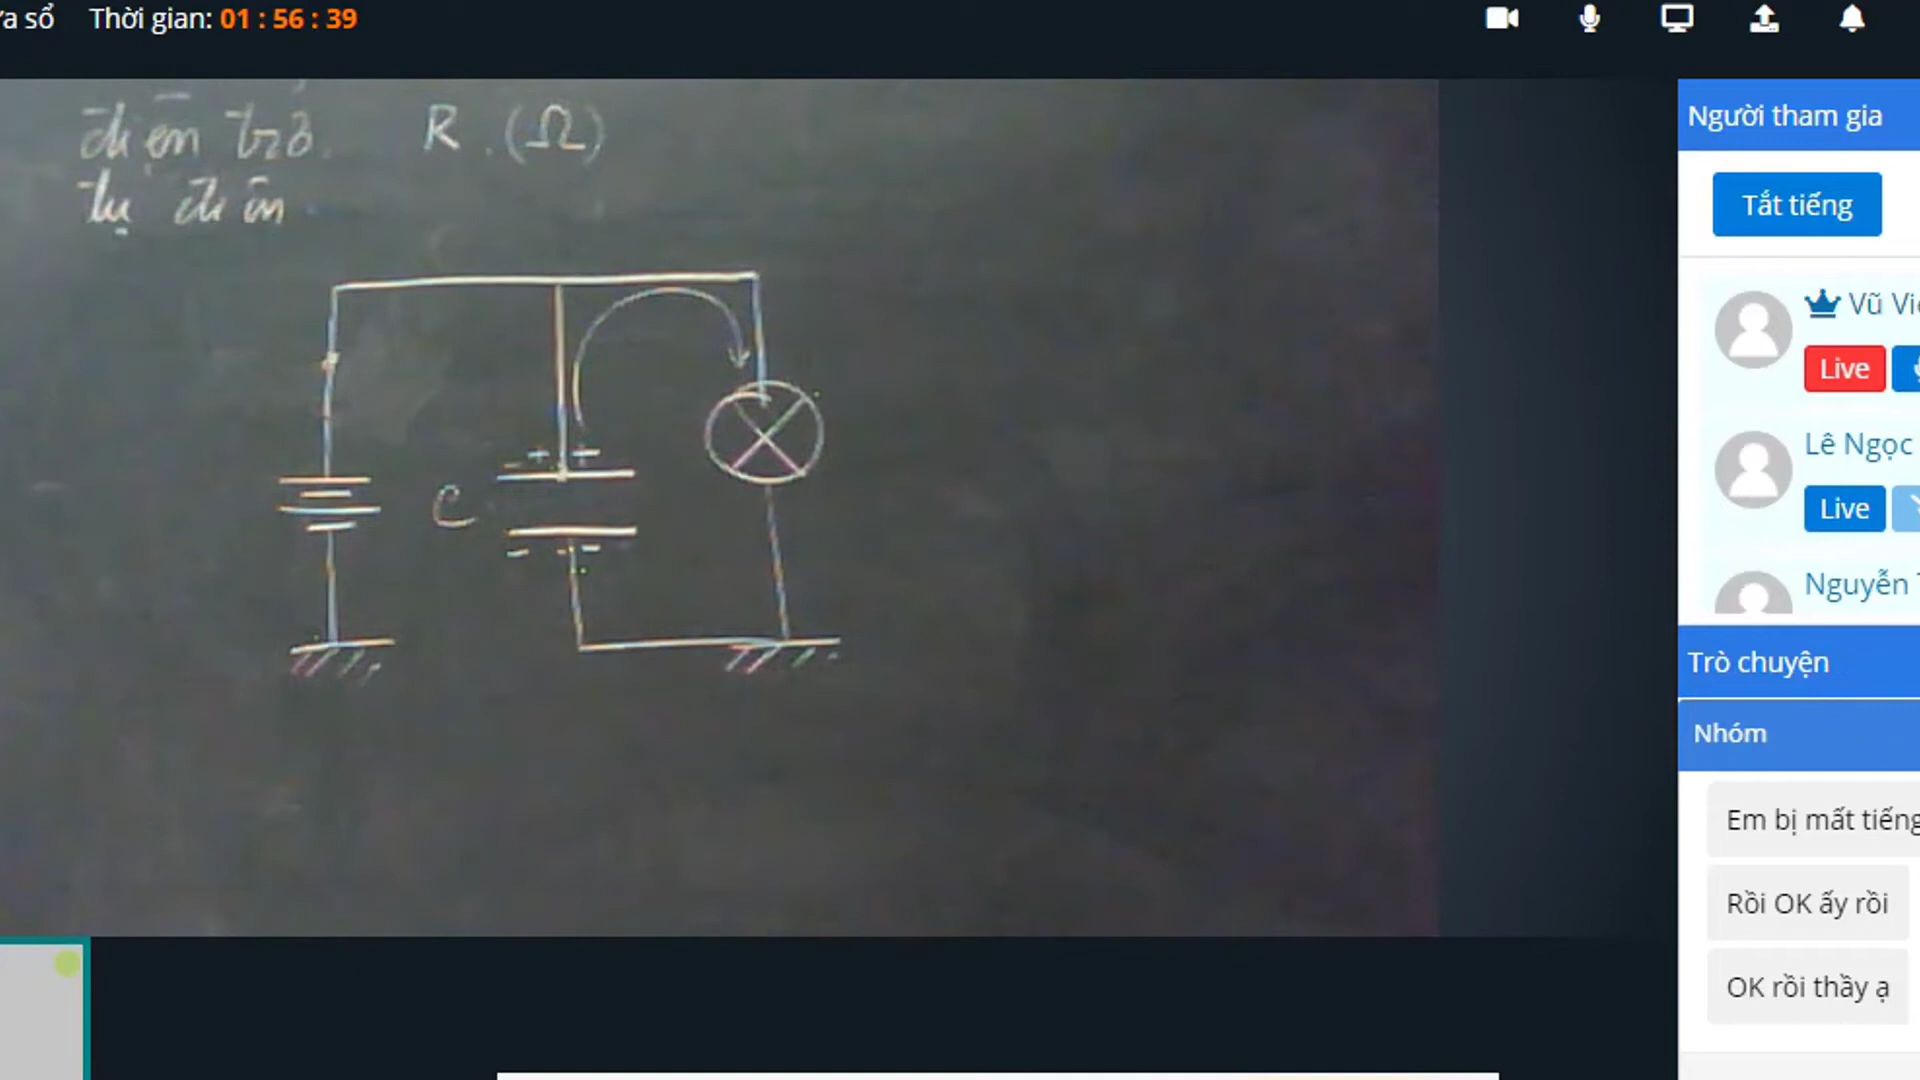 ra sổ Thời gian: 01 : 56 : 39
điện trở R. (Ω)
tụ điện
+ +
C
Người tham gia
Tắt tiếng
Vũ
Live
Lê Ngọc
Live
Nguyễn
Trò chuyện
Nhóm
Em bị mất tiếng
Rồi OK ấy rồi
OK rồi thầy ạ